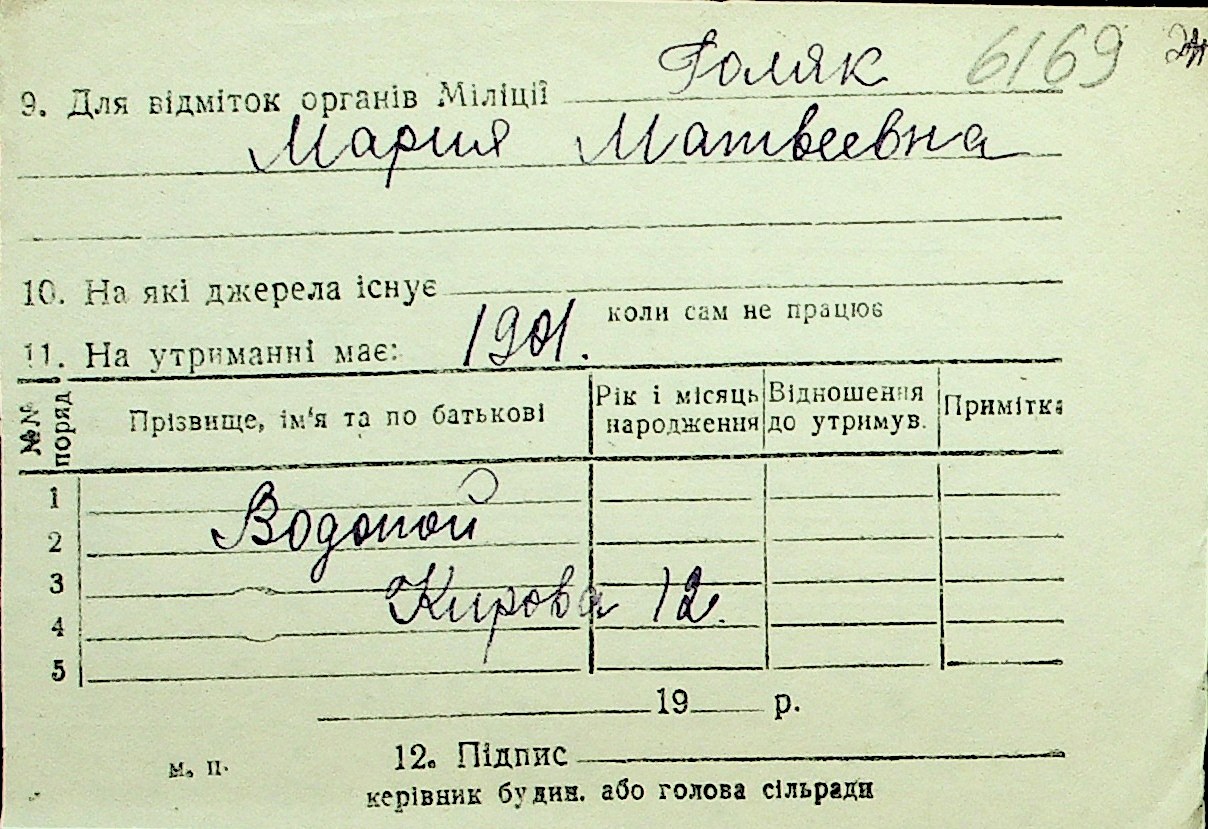 Голяк 6169
9. Для відміток органів Міліції
Мария Матвеевна
10. На які джерела існує
коли сам не працює
11. На утриманні має: 1901.
№№ поряд
Прізвище, ім'я та по батькові
Рік і місяць народження
Відношення до утримув.
Примітка
1
Водопой
2
3
Кирова 12.
4
5
19 р.
м. п.
12. Підпис
керівник будин. або голова сільради